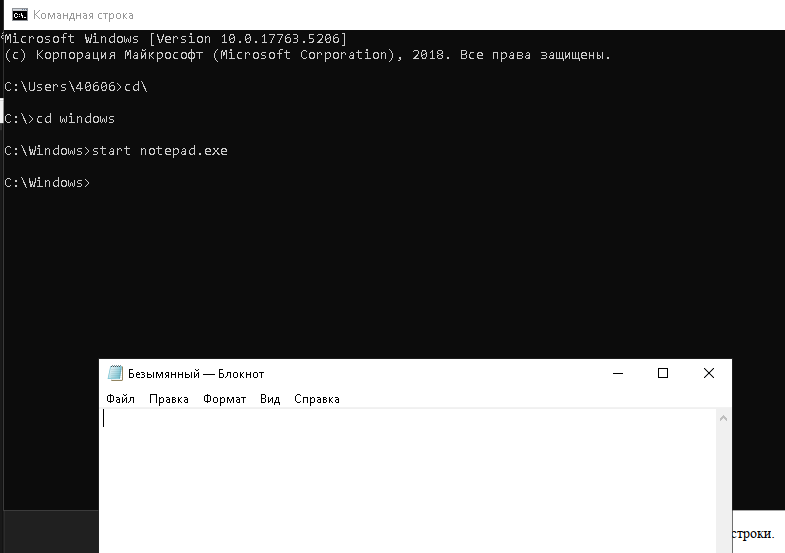 Командная строка
Microsoft Windows [Version 10.0.17763.5206]
(c) Корпорация Майкрософт (Microsoft Corporation), 2018. Все права защищены.
C:\Users\40606>cd\
C:\>cd windows
C:\Windows>start notepad.exe
C:\Windows>
Безымянный — Блокнот
Файл Правка Формат Вид Справка
строки.